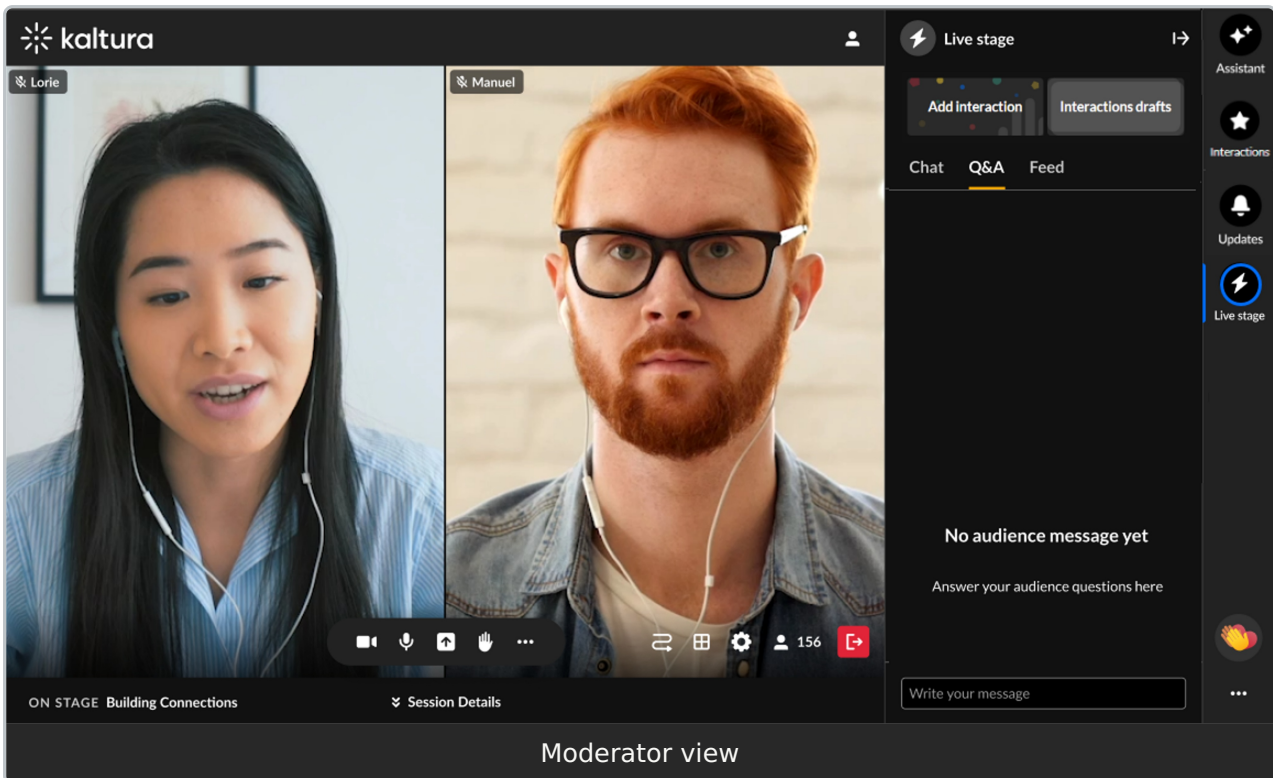 kaltura
Lorie
Manuel
156
ON STAGE Building Connections
Session Details
Live stage
Add interaction
Interactions drafts
Chat Q&A Feed
No audience message yet
Answer your audience questions here
Write your message
Assistant
Interactions
Updates
Live stage
Moderator view